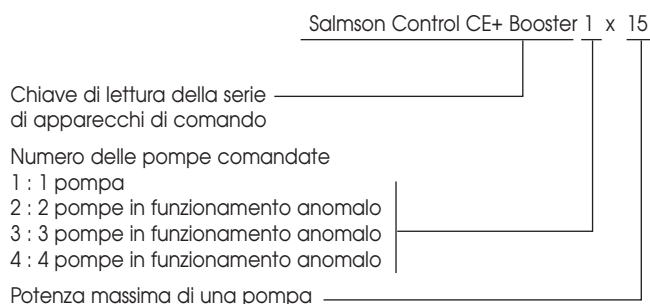 Salmson Control CE+ Booster 1 x 15
Chiave di lettura della serie
di apparecchi di comando
Numero delle pompe comandate
1 : 1 pompa
2 : 2 pompe in funzionamento anomalo
3 : 3 pompe in funzionamento anomalo
4 : 4 pompe in funzionamento anomalo
Potenza massima di una pompa